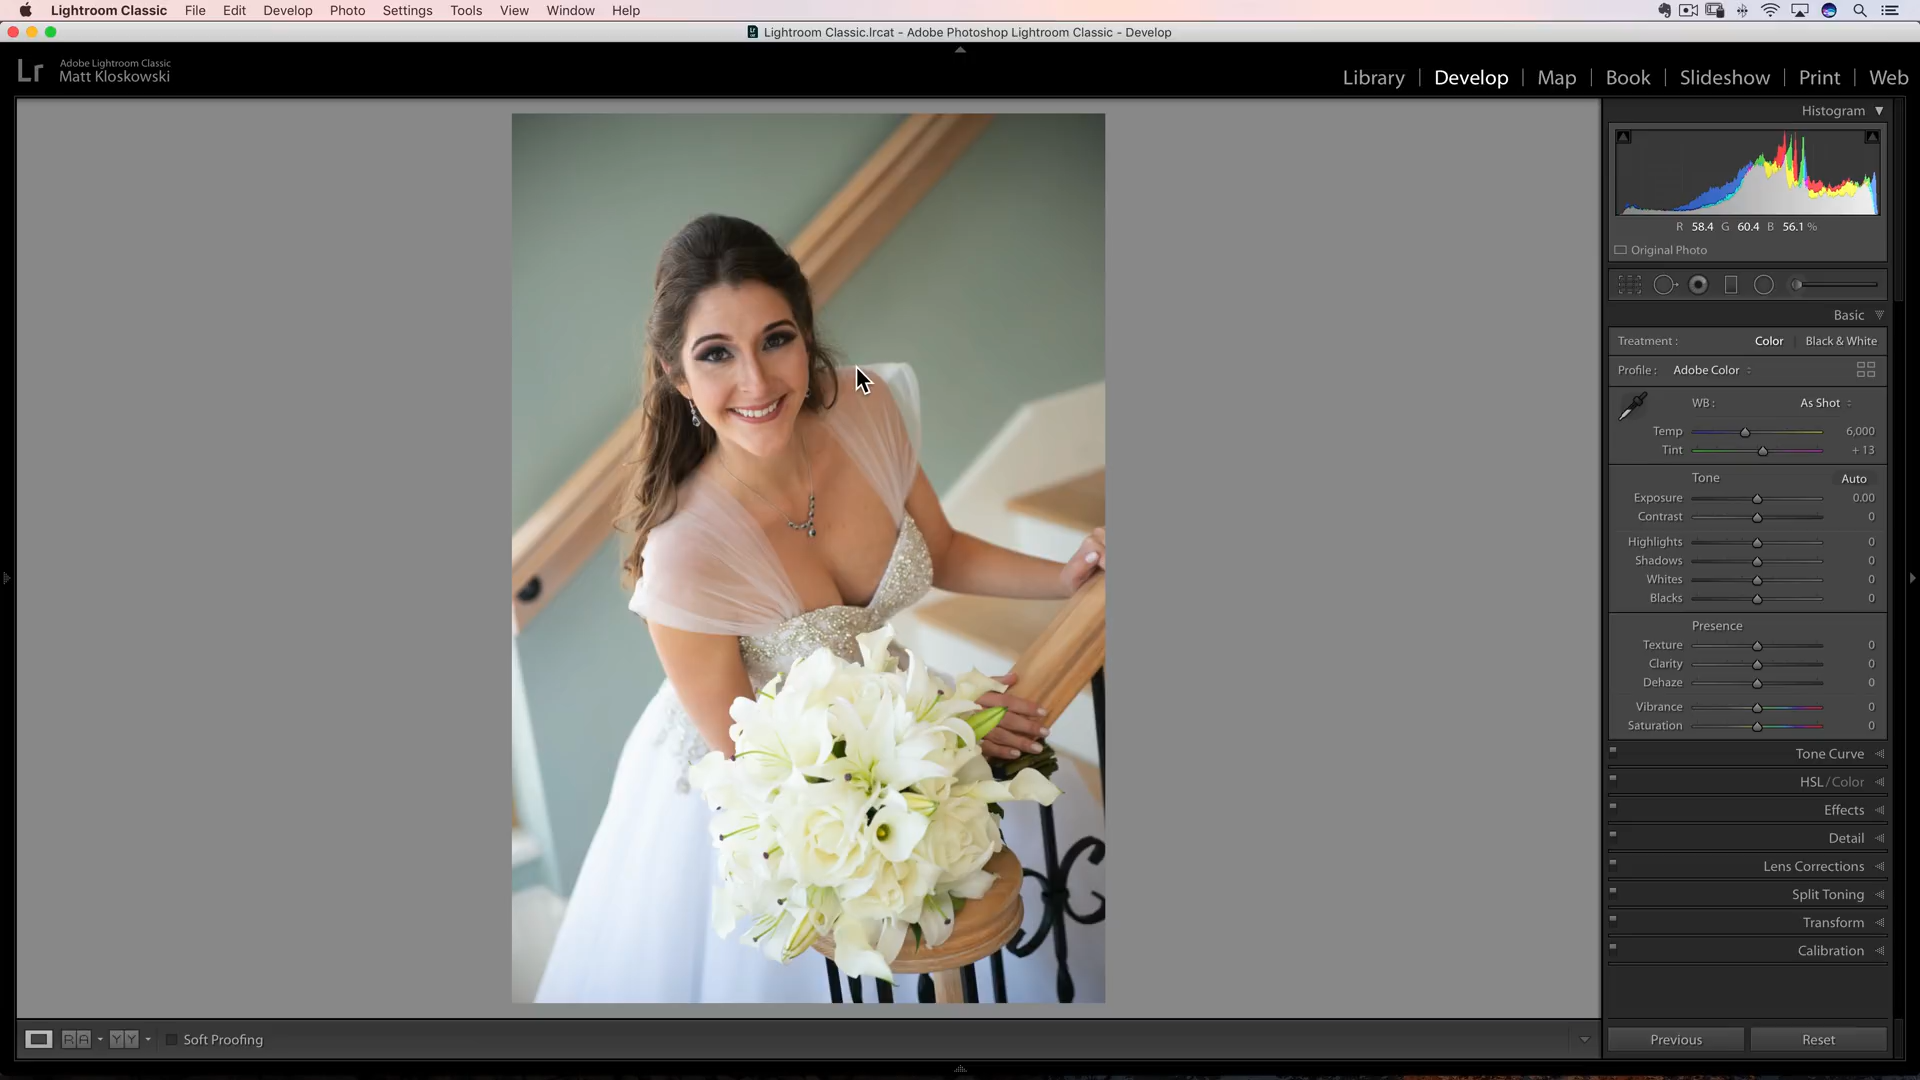 Lightroom Classic File Edit Develop Photo Settings Tools View Window Help
Lightroom Classic.lrcat - Adobe Photoshop Lightroom Classic - Develop
Lr
Adobe Lightroom Classic
Matt Kloskowski
Library | Develop | Map | Book | Slideshow | Print | Web
Histogram
R 58.4 G 60.4 B 56.1 %
Original Photo
Basic
Treatment : Color Black & White
Profile : Adobe Color
WB : As Shot
Temp 6,000
Tint + 13
Tone Auto
Exposure 0.00
Contrast 0
Highlights 0
Shadows 0
Whites 0
Blacks 0
Presence
Texture 0
Clarity 0
Dehaze 0
Vibrance 0
Saturation 0
Tone Curve
HSL / Color
Effects
Detail
Lens Corrections
Split Toning
Transform
Calibration
R A Y Y Soft Proofing
Previous Reset